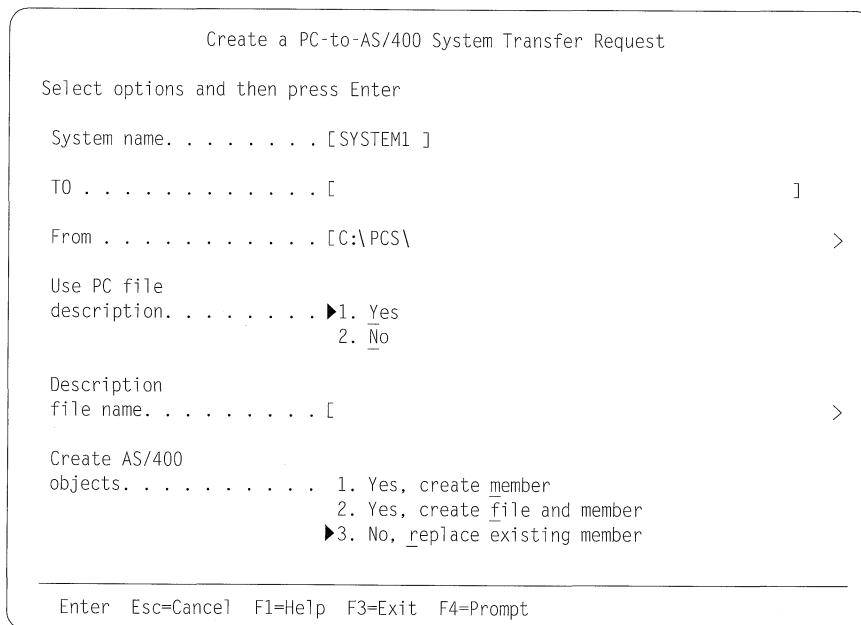 Create a PC-to-AS/400 System Transfer Request
Select options and then press Enter
System name. . . . . . . . [SYSTEM1 ]
TO . . . . . . . . . . . . [ ]
From . . . . . . . . . . . [C:\PCS\ >
Use PC file
description. . . . . . . . ▶1. Yes
2. No
Description
file name. . . . . . . . . [ >
Create AS/400
objects. . . . . . . . . . 1. Yes, create member
2. Yes, create file and member
▶3. No, replace existing member
Enter Esc=Cancel F1=Help F3=Exit F4=Prompt